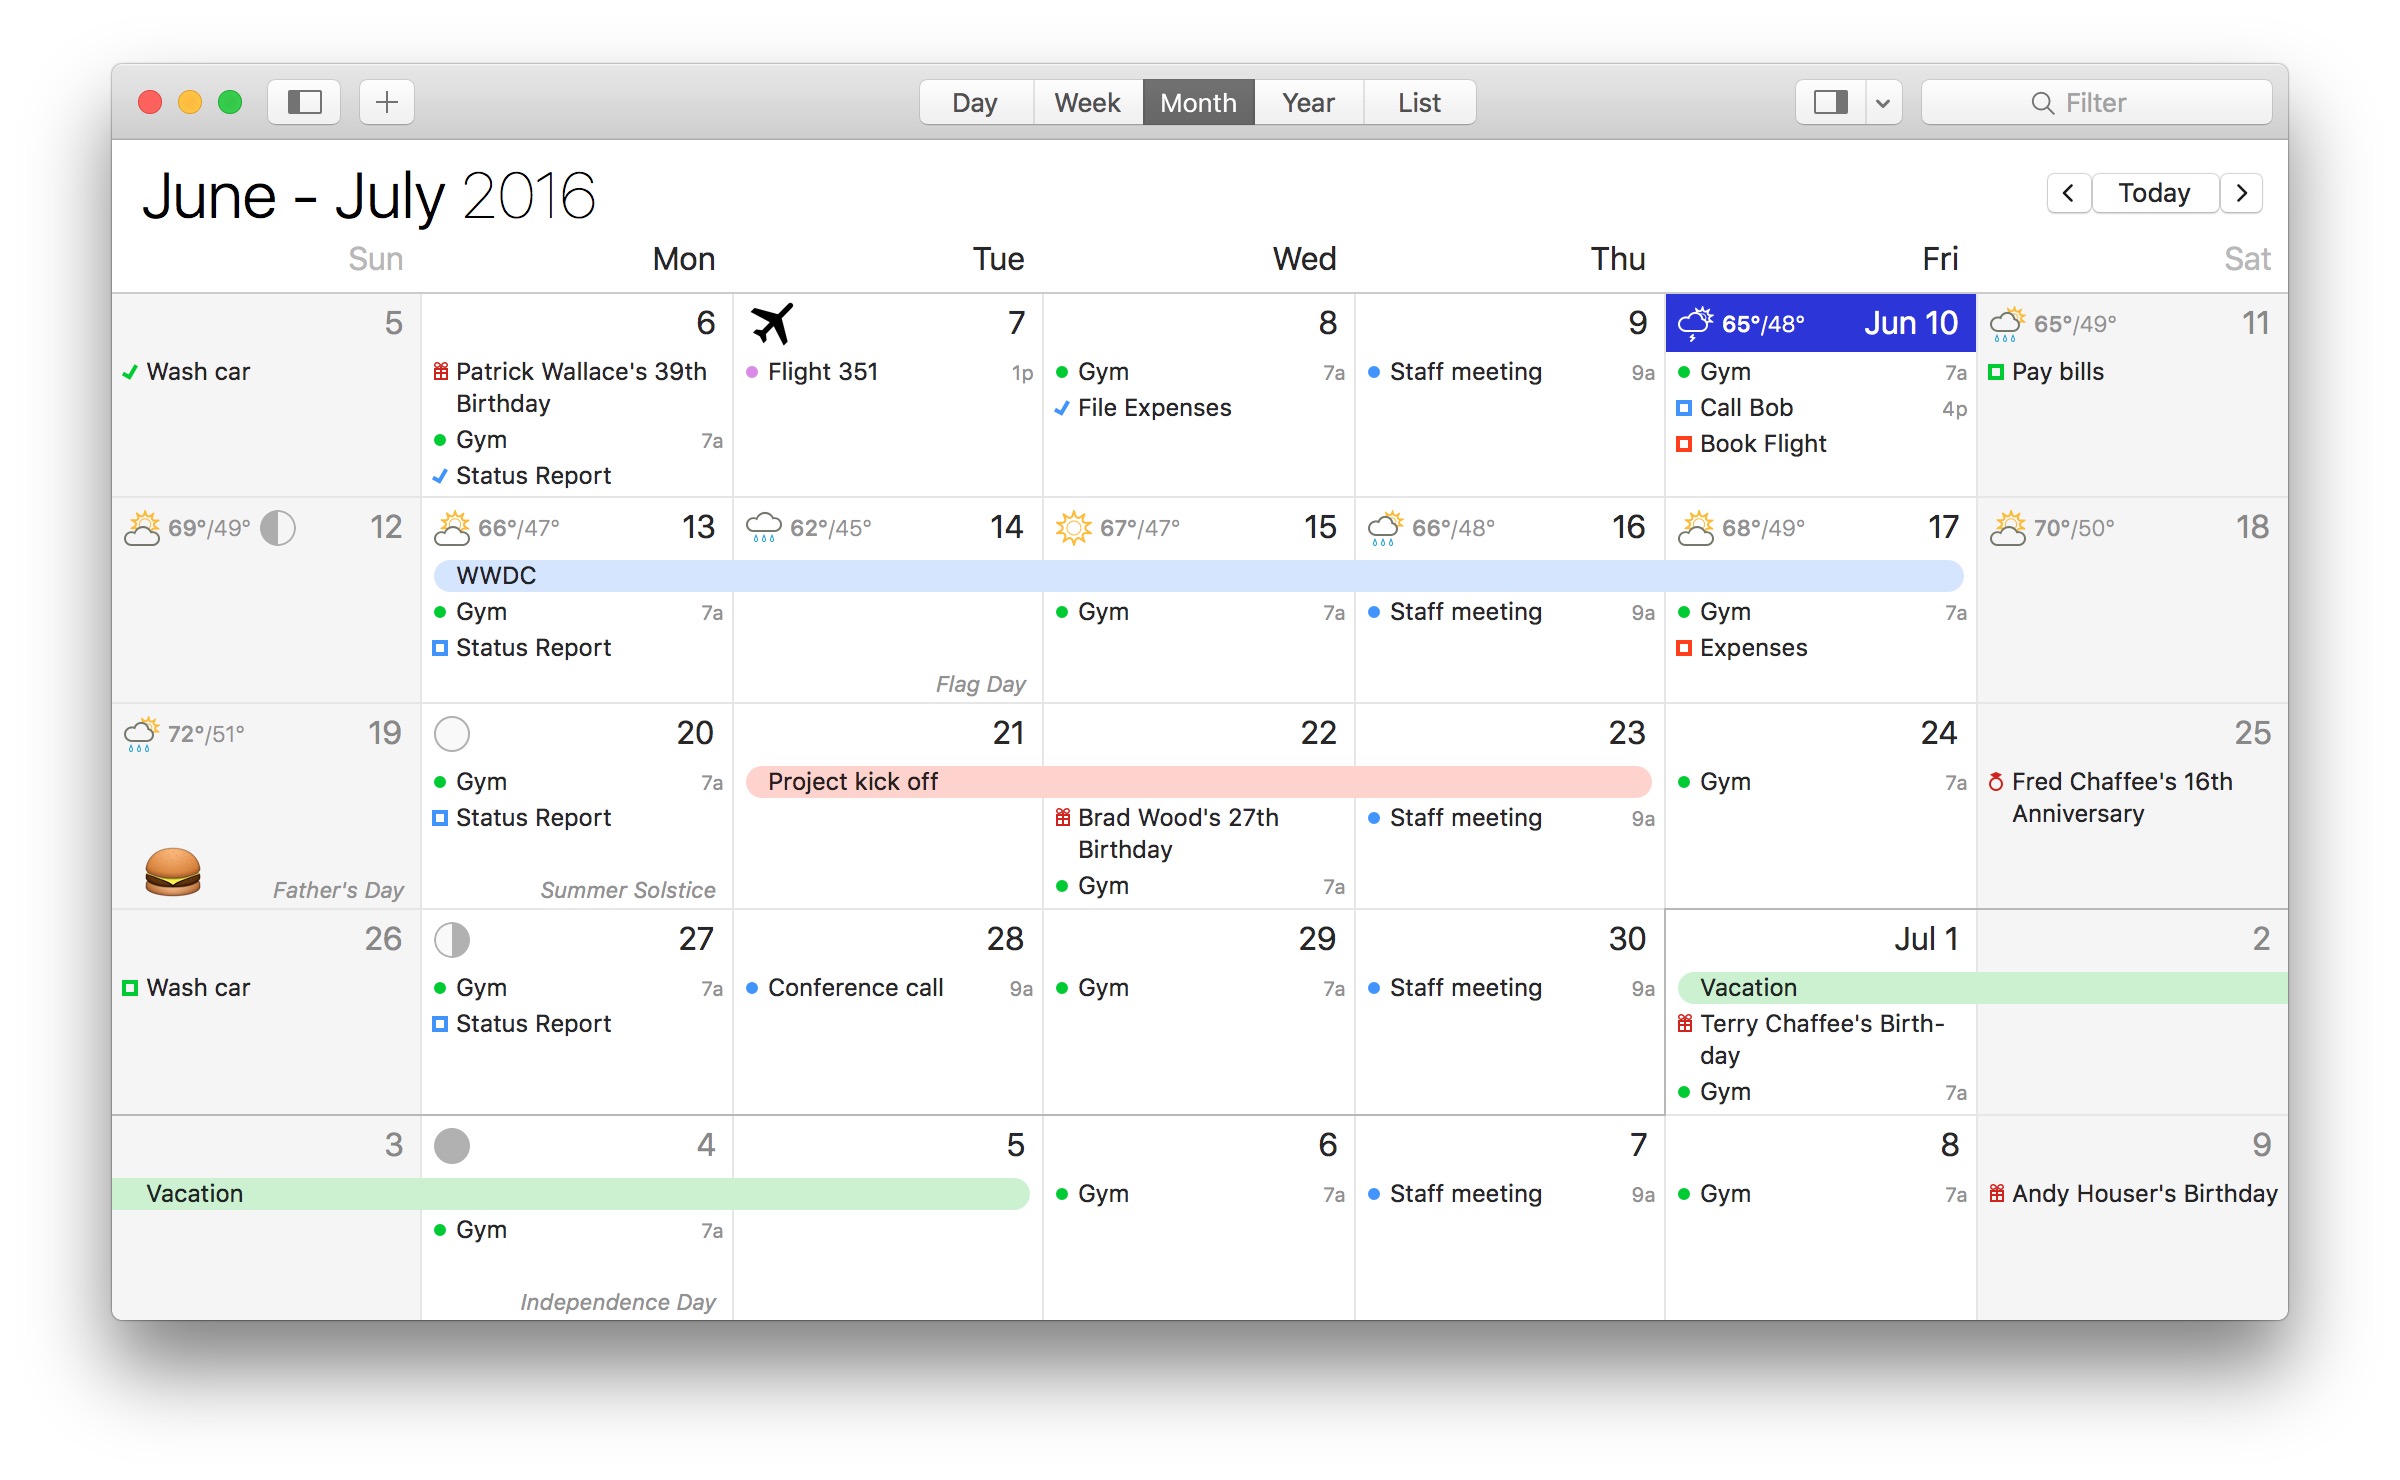 Day Week Month Year List Filter
June - July 2016
Today
Sun Mon Tue Wed Thu Fri Sat
5
Wash car
6
Patrick Wallace's 39th
Birthday
Gym 7a
Status Report
7
Flight 351 1p
8
Gym 7a
File Expenses
9
Staff meeting 9a
65°/48° Jun 10
Gym 7a
Call Bob 4p
Book Flight
65°/49° 11
Pay bills
69°/49° 12
66°/47° 13
WWDC
Gym 7a
Status Report
62°/45° 14
Flag Day
67°/47° 15
Gym 7a
66°/48° 16
Staff meeting 9a
68°/49° 17
Gym 7a
Expenses
70°/50° 18
72°/51° 19
Father's Day
20
Gym 7a
Status Report
Summer Solstice
21
Project kick off
22
Brad Wood's 27th
Birthday
Gym 7a
23
Staff meeting 9a
24
Gym 7a
25
Fred Chaffee's 16th
Anniversary
26
Wash car
27
Gym 7a
Status Report
28
Conference call 9a
29
Gym 7a
30
Staff meeting 9a
Jul 1
Vacation
Terry Chaffee's Birth-
day
Gym 7a
2
3
Vacation
4
Gym 7a
Independence Day
5
6
Gym 7a
7
Staff meeting 9a
8
Gym 7a
9
Andy Houser's Birthday